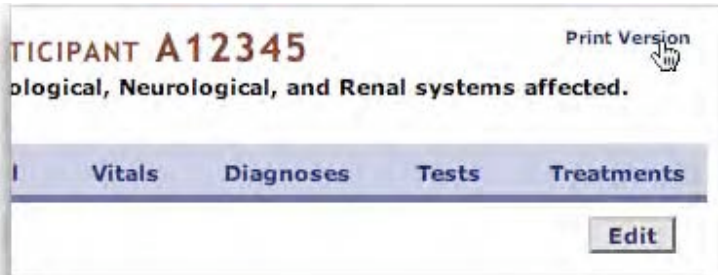 Print Version
TICIPANT A12345
ological, Neurological, and Renal systems affected.
l Vitals Diagnoses Tests Treatments
Edit